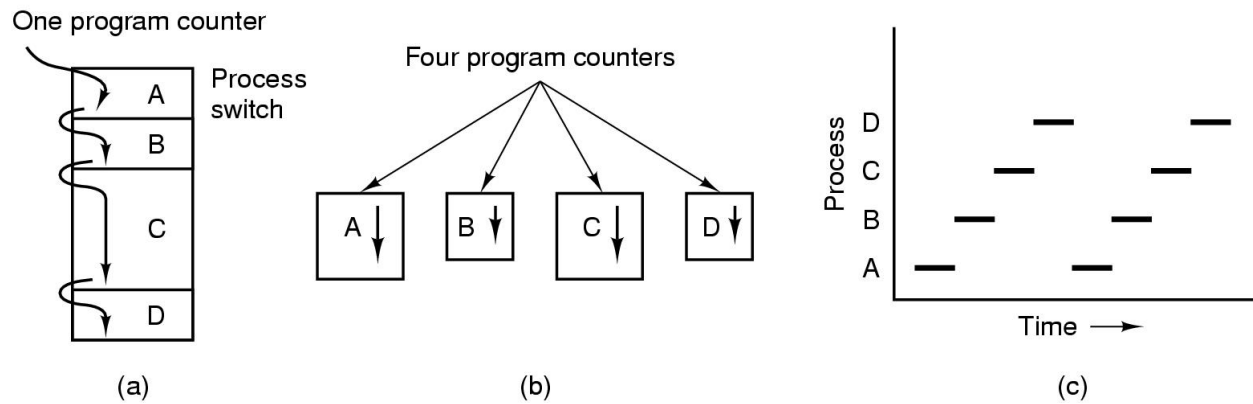 One program counter
A
Process
switch
B
C
D
(a)
Four program counters
A
B
C
D
(b)
Process
D
C
B
A
Time
(c)